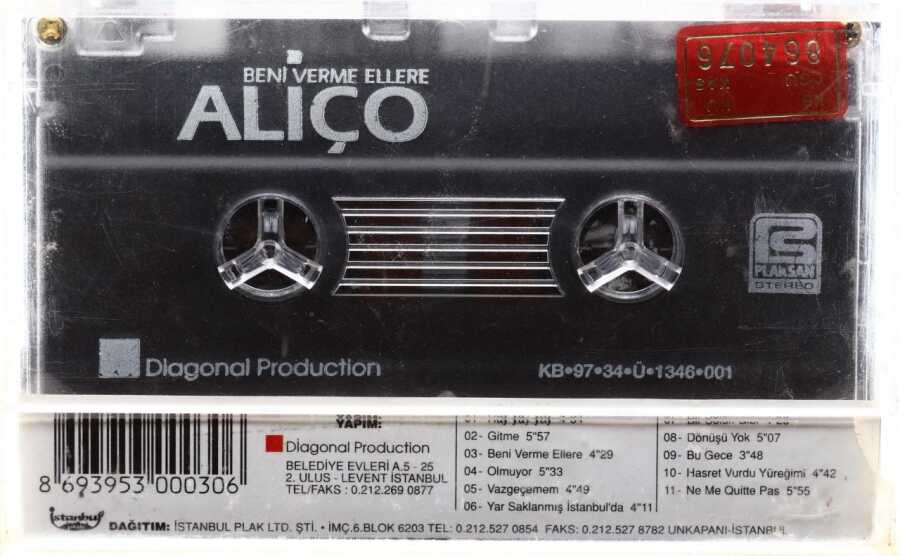 BENİ VERME ELLERE
ALİÇO
864076
PLAKSAN
STEREO
Diagonal Production
KB•97•34•Ü•1346•001
YAPIM:
Diagonal Production
BELEDİYE EVLERİ A.5 - 25
2. ULUS - LEVENT İSTANBUL
TEL/FAKS : 0.212.269 0877
8 693953 000306
02- Gitme 5"57
03- Beni Verme Ellere 4"29
04- Olmuyor 5"33
05- Vazgeçemem 4"49
06- Yar Saklanmış İstanbul'da 4"11
08- Dönüşü Yok 5"07
09- Bu Gece 3"48
10- Hasret Vurdu Yüreğimi 4"42
11- Ne Me Quitte Pas 5"55
istanbul
DAĞITIM: İSTANBUL PLAK LTD. ŞTİ. • İMÇ.6.BLOK 6203 TEL: 0.212.527 0854 FAKS: 0.212.527 8782 UNKAPANI-İSTANBUL